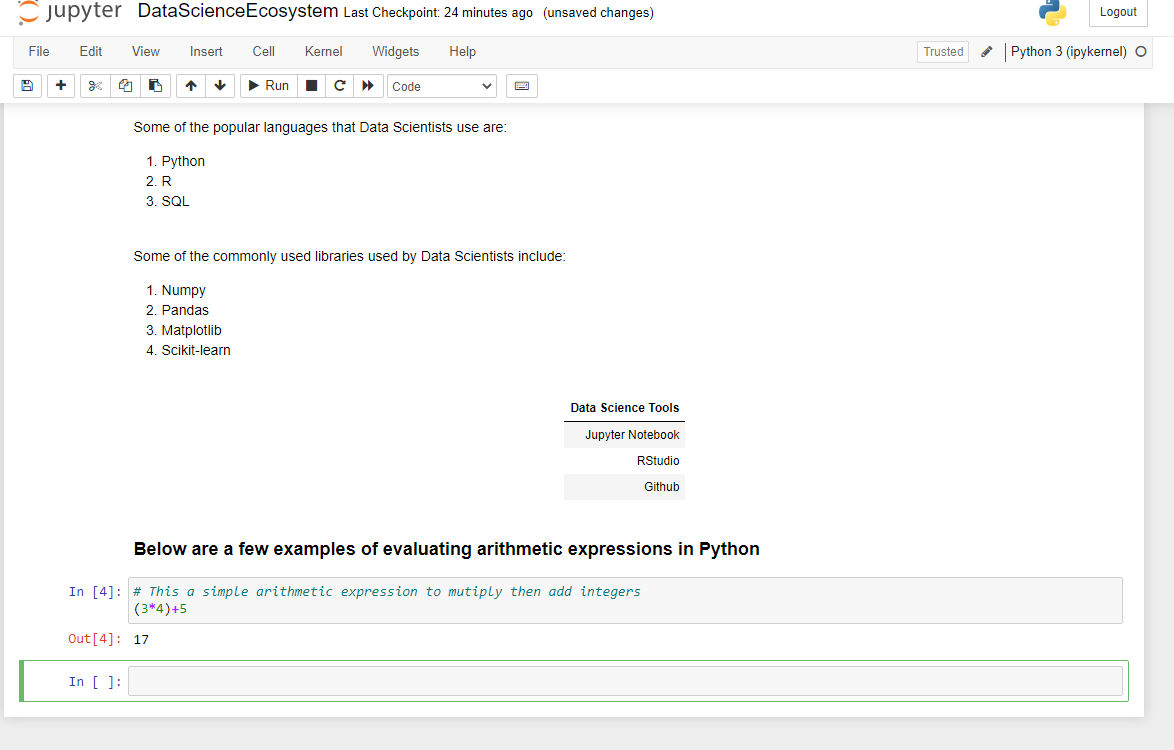 jupyter DataScienceEcosystem Last Checkpoint: 24 minutes ago (unsaved changes) Logout
File Edit View Insert Cell Kernel Widgets Help Trusted Python 3 (ipykernel)
Run Code
Some of the popular languages that Data Scientists use are:
1. Python
2. R
3. SQL
Some of the commonly used libraries used by Data Scientists include:
1. Numpy
2. Pandas
3. Matplotlib
4. Scikit-learn
Data Science Tools
Jupyter Notebook
RStudio
Github
Below are a few examples of evaluating arithmetic expressions in Python
In [4]: # This a simple arithmetic expression to mutiply then add integers
(3*4)+5
Out[4]: 17
In [ ]: